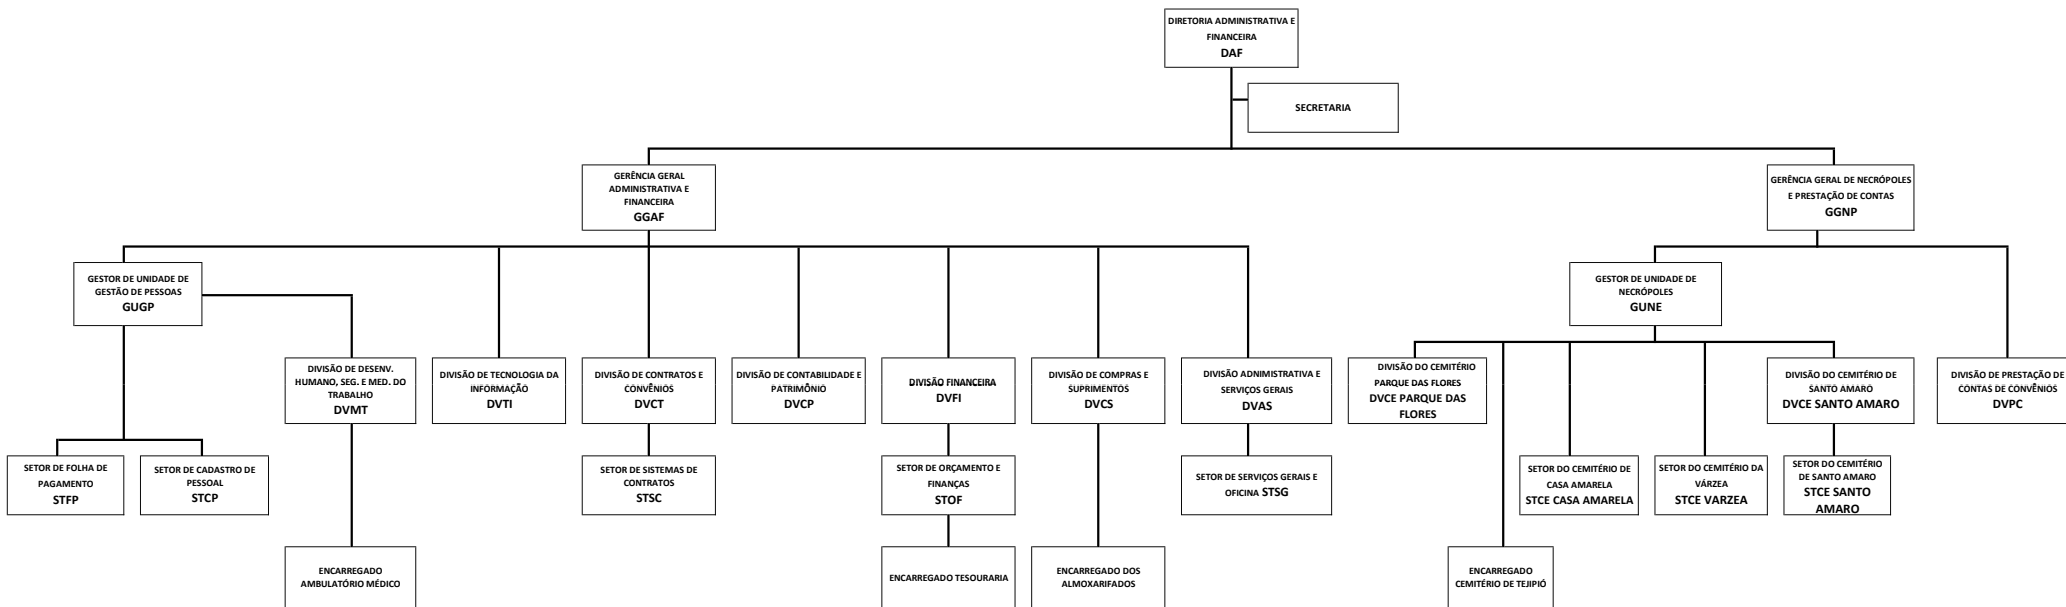 DIRETORIA ADMINISTRATIVA E
FINANCEIRA
DAF
SECRETARIA
GERÊNCIA GERAL
ADMINISTRATIVA E
FINANCEIRA
GGAF
GERÊNCIA GERAL DE NECRÓPOLES
E PRESTAÇÃO DE CONTAS
GGNP
GESTOR DE UNIDADE DE
GESTÃO DE PESSOAS
GUGP
GESTOR DE UNIDADE DE
NECRÓPOLES
GUNE
DIVISÃO DE DESENV.
HUMANO, SEG. E MED. DO
TRABALHO
DVMT
DIVISÃO DE TECNOLOGIA DA
INFORMAÇÃO
DVTI
DIVISÃO DE CONTRATOS E
CONVÊNIOS
DVCT
DIVISÃO DE CONTABILIDADE E
PATRIMÔNIO
DVCP
DIVISÃO FINANCEIRA
DVFI
DIVISÃO DE COMPRAS E
SUPRIMENTOS
DVCS
DIVISÃO ADNIMISTRATIVA E
SERVIÇOS GERAIS
DVAS
DIVISÃO DO CEMITÉRIO
PARQUE DAS FLORES
DVCE PARQUE DAS
FLORES
DIVISÃO DO CEMITÉRIO DE
SANTO AMARO
DVCE SANTO AMARO
DIVISÃO DE PRESTAÇÃO DE
CONTAS DE CONVÊNIOS
DVPC
SETOR DE FOLHA DE
PAGAMENTO
STFP
SETOR DE CADASTRO DE
PESSOAL
STCP
SETOR DE SISTEMAS DE
CONTRATOS
STSC
SETOR DE ORÇAMENTO E
FINANÇAS
STOF
SETOR DE SERVIÇOS GERAIS E
OFICINA STSG
SETOR DO CEMITÉRIO DE
CASA AMARELA
STCE CASA AMARELA
SETOR DO CEMITÉRIO DA
VÁRZEA
STCE VARZEA
SETOR DO CEMITÉRIO
DE SANTO AMARO
STCE SANTO
AMARO
ENCARREGADO
AMBULATÓRIO MÉDICO
ENCARREGADO TESOURARIA
ENCARREGADO DOS
ALMOXARIFADOS
ENCARREGADO
CEMITÉRIO DE TEJIPIÓ